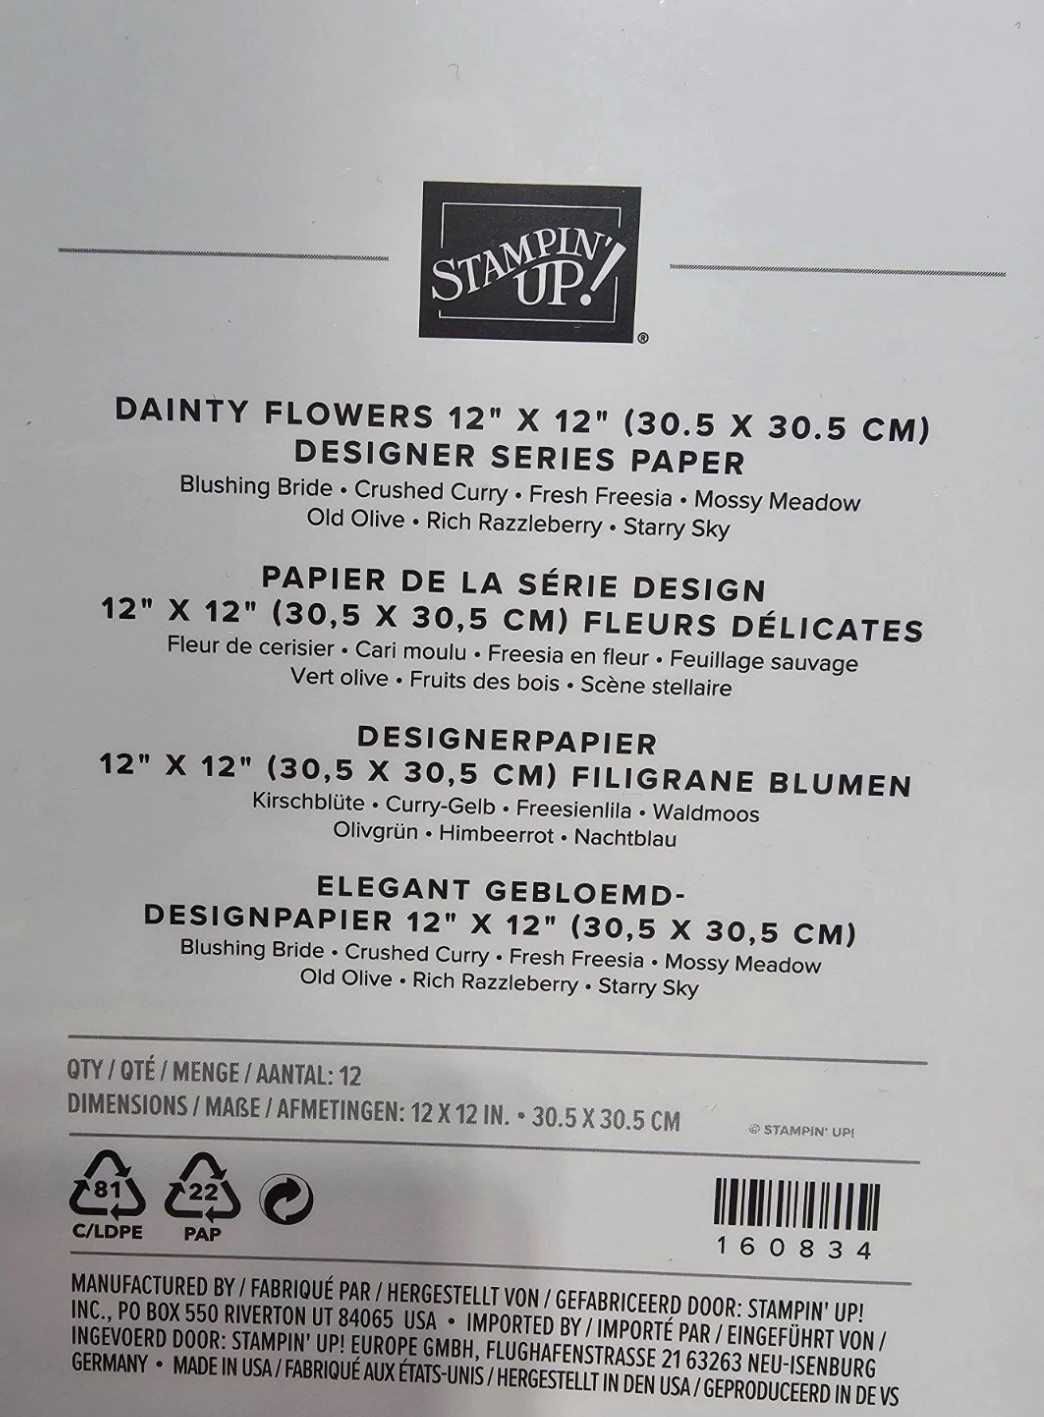 STAMPIN'
UP!
®
DAINTY FLOWERS 12" X 12" (30.5 X 30.5 CM)
DESIGNER SERIES PAPER
Blushing Bride • Crushed Curry • Fresh Freesia • Mossy Meadow
Old Olive • Rich Razzleberry • Starry Sky
PAPIER DE LA SÉRIE DESIGN
12" X 12" (30,5 X 30,5 CM) FLEURS DÉLICATES
Fleur de cerisier • Cari moulu • Freesia en fleur • Feuillage sauvage
Vert olive • Fruits des bois • Scène stellaire
DESIGNERPAPIER
12" X 12" (30,5 X 30,5 CM) FILIGRANE BLUMEN
Kirschblüte • Curry-Gelb • Freesienlila • Waldmoos
Olivgrün • Himbeerrot • Nachtblau
ELEGANT GEBLOEMD-
DESIGNPAPIER 12" X 12" (30,5 X 30,5 CM)
Blushing Bride • Crushed Curry • Fresh Freesia • Mossy Meadow
Old Olive • Rich Razzleberry • Starry Sky
QTY / QTÉ / MENGE / AANTAL: 12
DIMENSIONS / MAßE / AFMETINGEN: 12 X 12 IN. • 30.5 X 30.5 CM
© STAMPIN' UP!
81 22
C/LDPE PAP
160834
MANUFACTURED BY / FABRIQUÉ PAR / HERGESTELLT VON / GEFABRICEERD DOOR: STAMPIN' UP!
INC., PO BOX 550 RIVERTON UT 84065 USA • IMPORTED BY / IMPORTÉ PAR / EINGEFÜHRT VON /
INGEVOERD DOOR: STAMPIN' UP! EUROPE GMBH, FLUGHAFENSTRASSE 21 63263 NEU-ISENBURG
GERMANY • MADE IN USA / FABRIQUÉ AUX ÉTATS-UNIS / HERGESTELLT IN DEN USA / GEPRODUCEERD IN DE VS